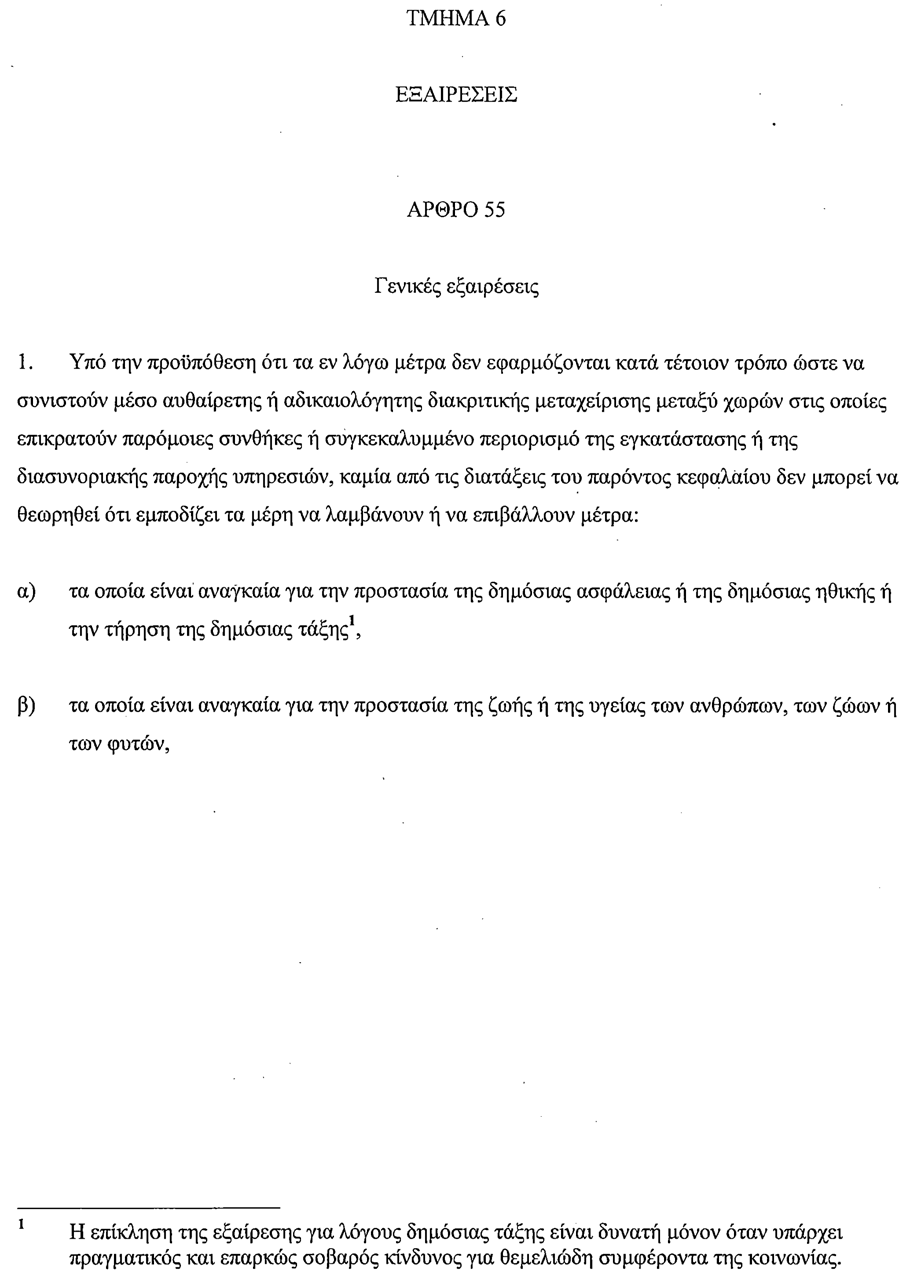 ΤΜΗΜΑ 6
ΕΞΑΙΡΕΣΕΙΣ
ΑΡΘΡΟ 55
Γενικές εξαιρέσεις
1. Υπό την προϋπόθεση ότι τα εν λόγω μέτρα δεν εφαρμόζονται κατά τέτοιον τρόπο ώστε να
συνιστούν μέσο αυθαίρετης ή αδικαιολόγητης διακριτικής μεταχείρισης μεταξύ χωρών στις οποίες
επικρατούν παρόμοιες συνθήκες ή συγκεκαλυμμένο περιορισμό της εγκατάστασης ή της
διασυνοριακής παροχής υπηρεσιών, καμία από τις διατάξεις του παρόντος κεφαλαίου δεν μπορεί να
θεωρηθεί ότι εμποδίζει τα μέρη να λαμβάνουν ή να επιβάλλουν μέτρα:
α) τα οποία είναι αναγκαία για την προστασία της δημόσιας ασφάλειας ή της δημόσιας ηθικής ή
την τήρηση της δημόσιας τάξης¹,
β) τα οποία είναι αναγκαία για την προστασία της ζωής ή της υγείας των ανθρώπων, των ζώων ή
των φυτών,
¹ Η επίκληση της εξαίρεσης για λόγους δημόσιας τάξης είναι δυνατή μόνον όταν υπάρχει
πραγματικός και επαρκώς σοβαρός κίνδυνος για θεμελιώδη συμφέροντα της κοινωνίας.